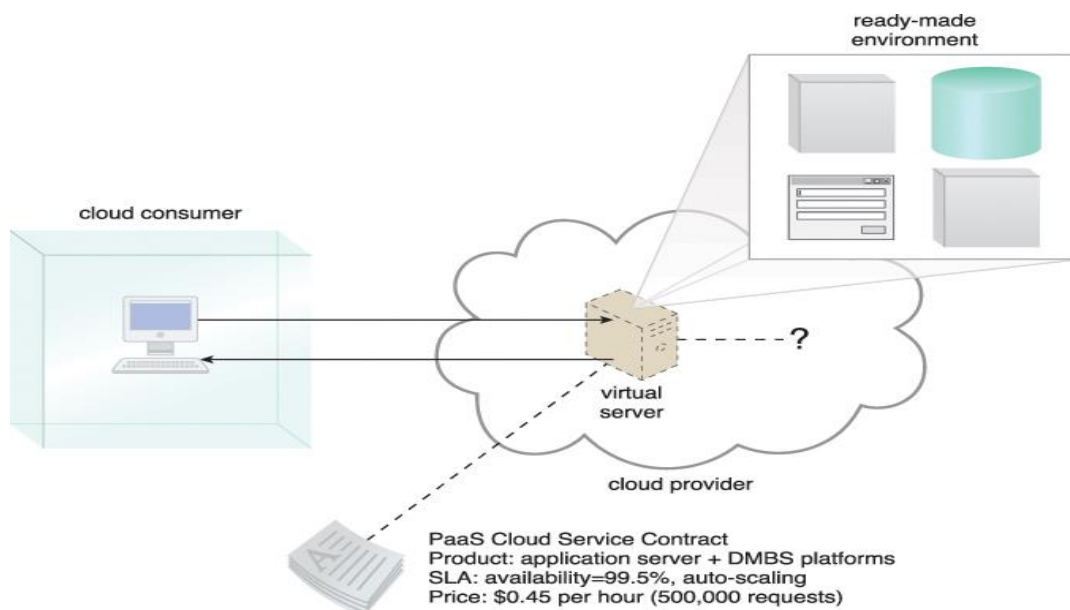 ready-made
environment
cloud consumer
?
virtual
server
cloud provider
A
PaaS Cloud Service Contract
Product: application server + DMBS platforms
SLA: availability=99.5%, auto-scaling
Price: $0.45 per hour (500,000 requests)